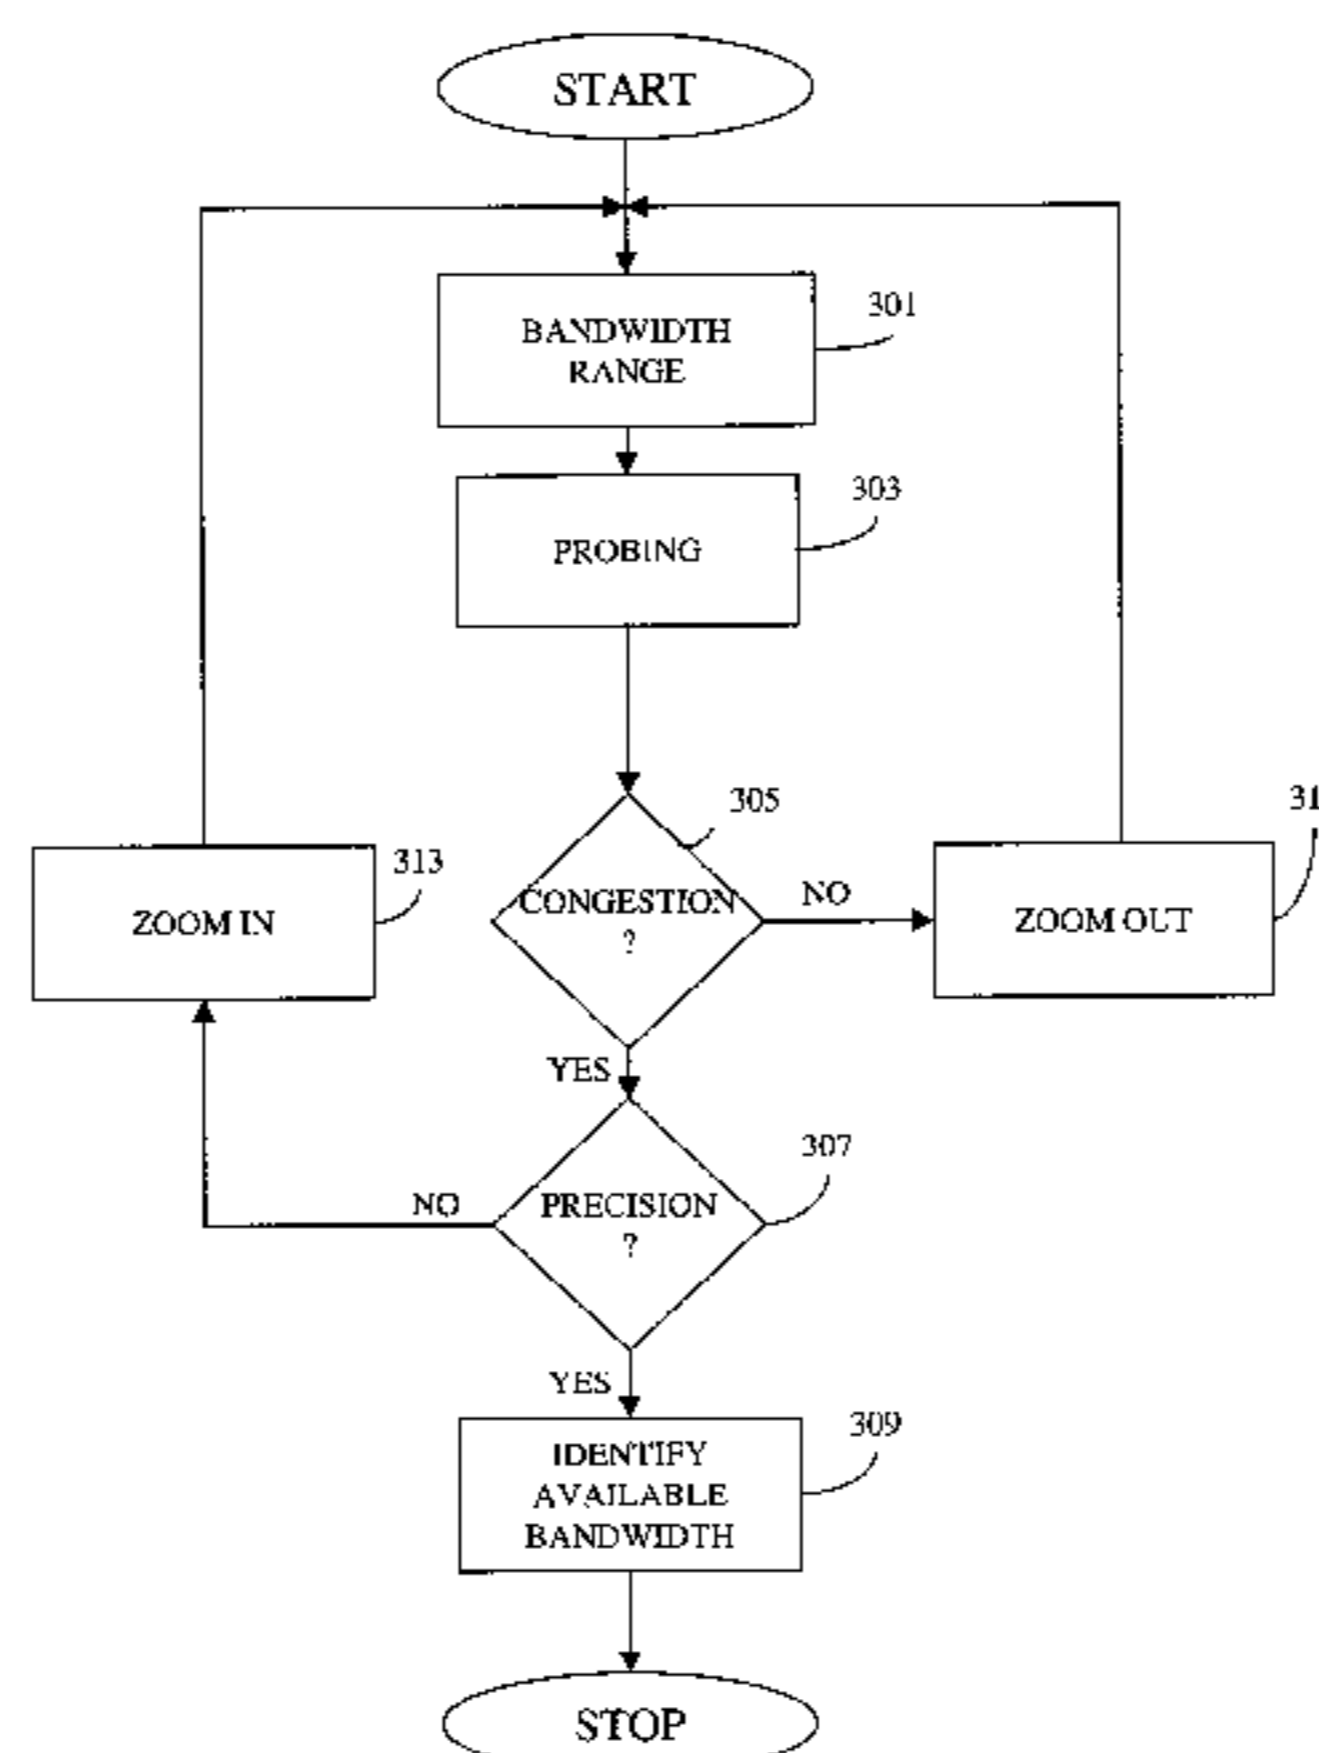 START
BANDWIDTH
RANGE
301
PROBING
303
305
CONGESTION
?
NO
ZOOM OUT
31
ZOOM IN
313
YES
307
PRECISION
?
NO
YES
309
IDENTIFY
AVAILABLE
BANDWIDTH
STOP